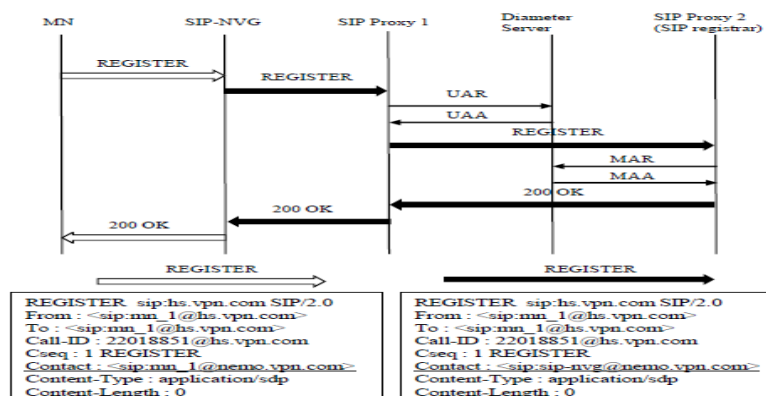 MN SIP-NVG SIP Proxy 1 Diameter Server SIP Proxy 2 (SIP registrar)
REGISTER
REGISTER
UAR
UAA
REGISTER
MAR
MAA
200 OK
200 OK
200 OK
REGISTER
REGISTER sip:hs.vpn.com SIP/2.0
From : <sip:mn_1@hs.vpn.com>
To : <sip:mn_1@hs.vpn.com>
Call-ID : 22018851@hs.vpn.com
Cseq : 1 REGISTER
Contact : <sip:mn_1@nemo.vpn.com>
Content-Type : application/sdp
Content-Length : 0
REGISTER
REGISTER sip:hs.vpn.com SIP/2.0
From : <sip:mn_1@hs.vpn.com>
To : <sip:mn_1@hs.vpn.com>
Call-ID : 22018851@hs.vpn.com
Cseq : 1 REGISTER
Contact : <sip:sip-nvg@nemo.vpn.com>
Content-Type : application/sdp
Content-Length : 0